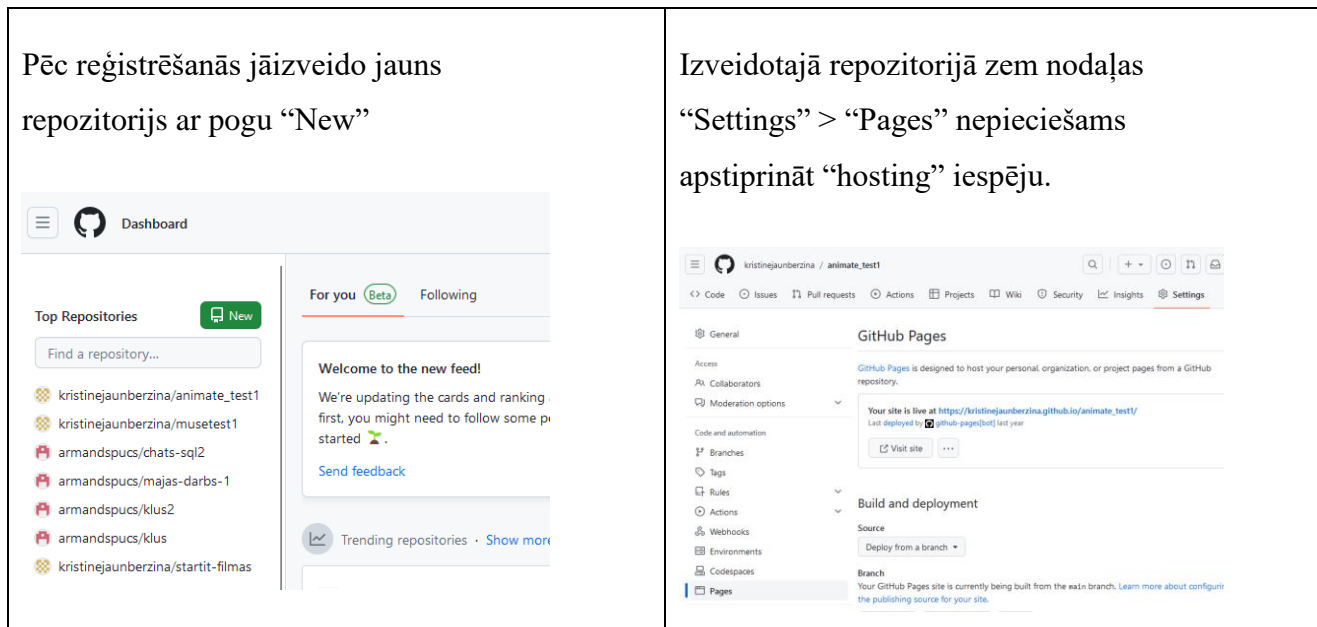 Pēc reģistrēšanās jāizveido jauns
repozitorijs ar pogu “New”
Dashboard
Top Repositories
New
Find a repository...
kristinejaunberzina/animate_test1
kristinejaunberzina/musetest1
armandspucs/chats-sql2
armandspucs/majas-darbs-1
armandspucs/klus2
armandspucs/klus
kristinejaunberzina/startit-filmas
For you Beta Following
Welcome to the new feed!
We're updating the cards and ranking
first, you might need to follow some
started
Send feedback
Trending repositories · Show more
Izveidotajā repozitorijā zem nodaļas
“Settings” > “Pages” nepieciešams
apstiprināt “hosting” iespēju.
kristinejaunberzina / animate_test1
Code Issues Pull requests Actions Projects Wiki Security Insights Settings
General
Access
Collaborators
Moderation options
Code and automation
Branches
Tags
Rules
Actions
Webhooks
Environments
Codespaces
Pages
GitHub Pages
GitHub Pages is designed to host your personal, organization, or project pages from a GitHub
repository.
Your site is live at https://kristinejaunberzina.github.io/animate_test1/
Last deployed by github-pages[bot] last year
Visit site
Build and deployment
Source
Deploy from a branch
Branch
Your GitHub Pages site is currently being built from the main branch. Learn more about
the publishing source for your site.